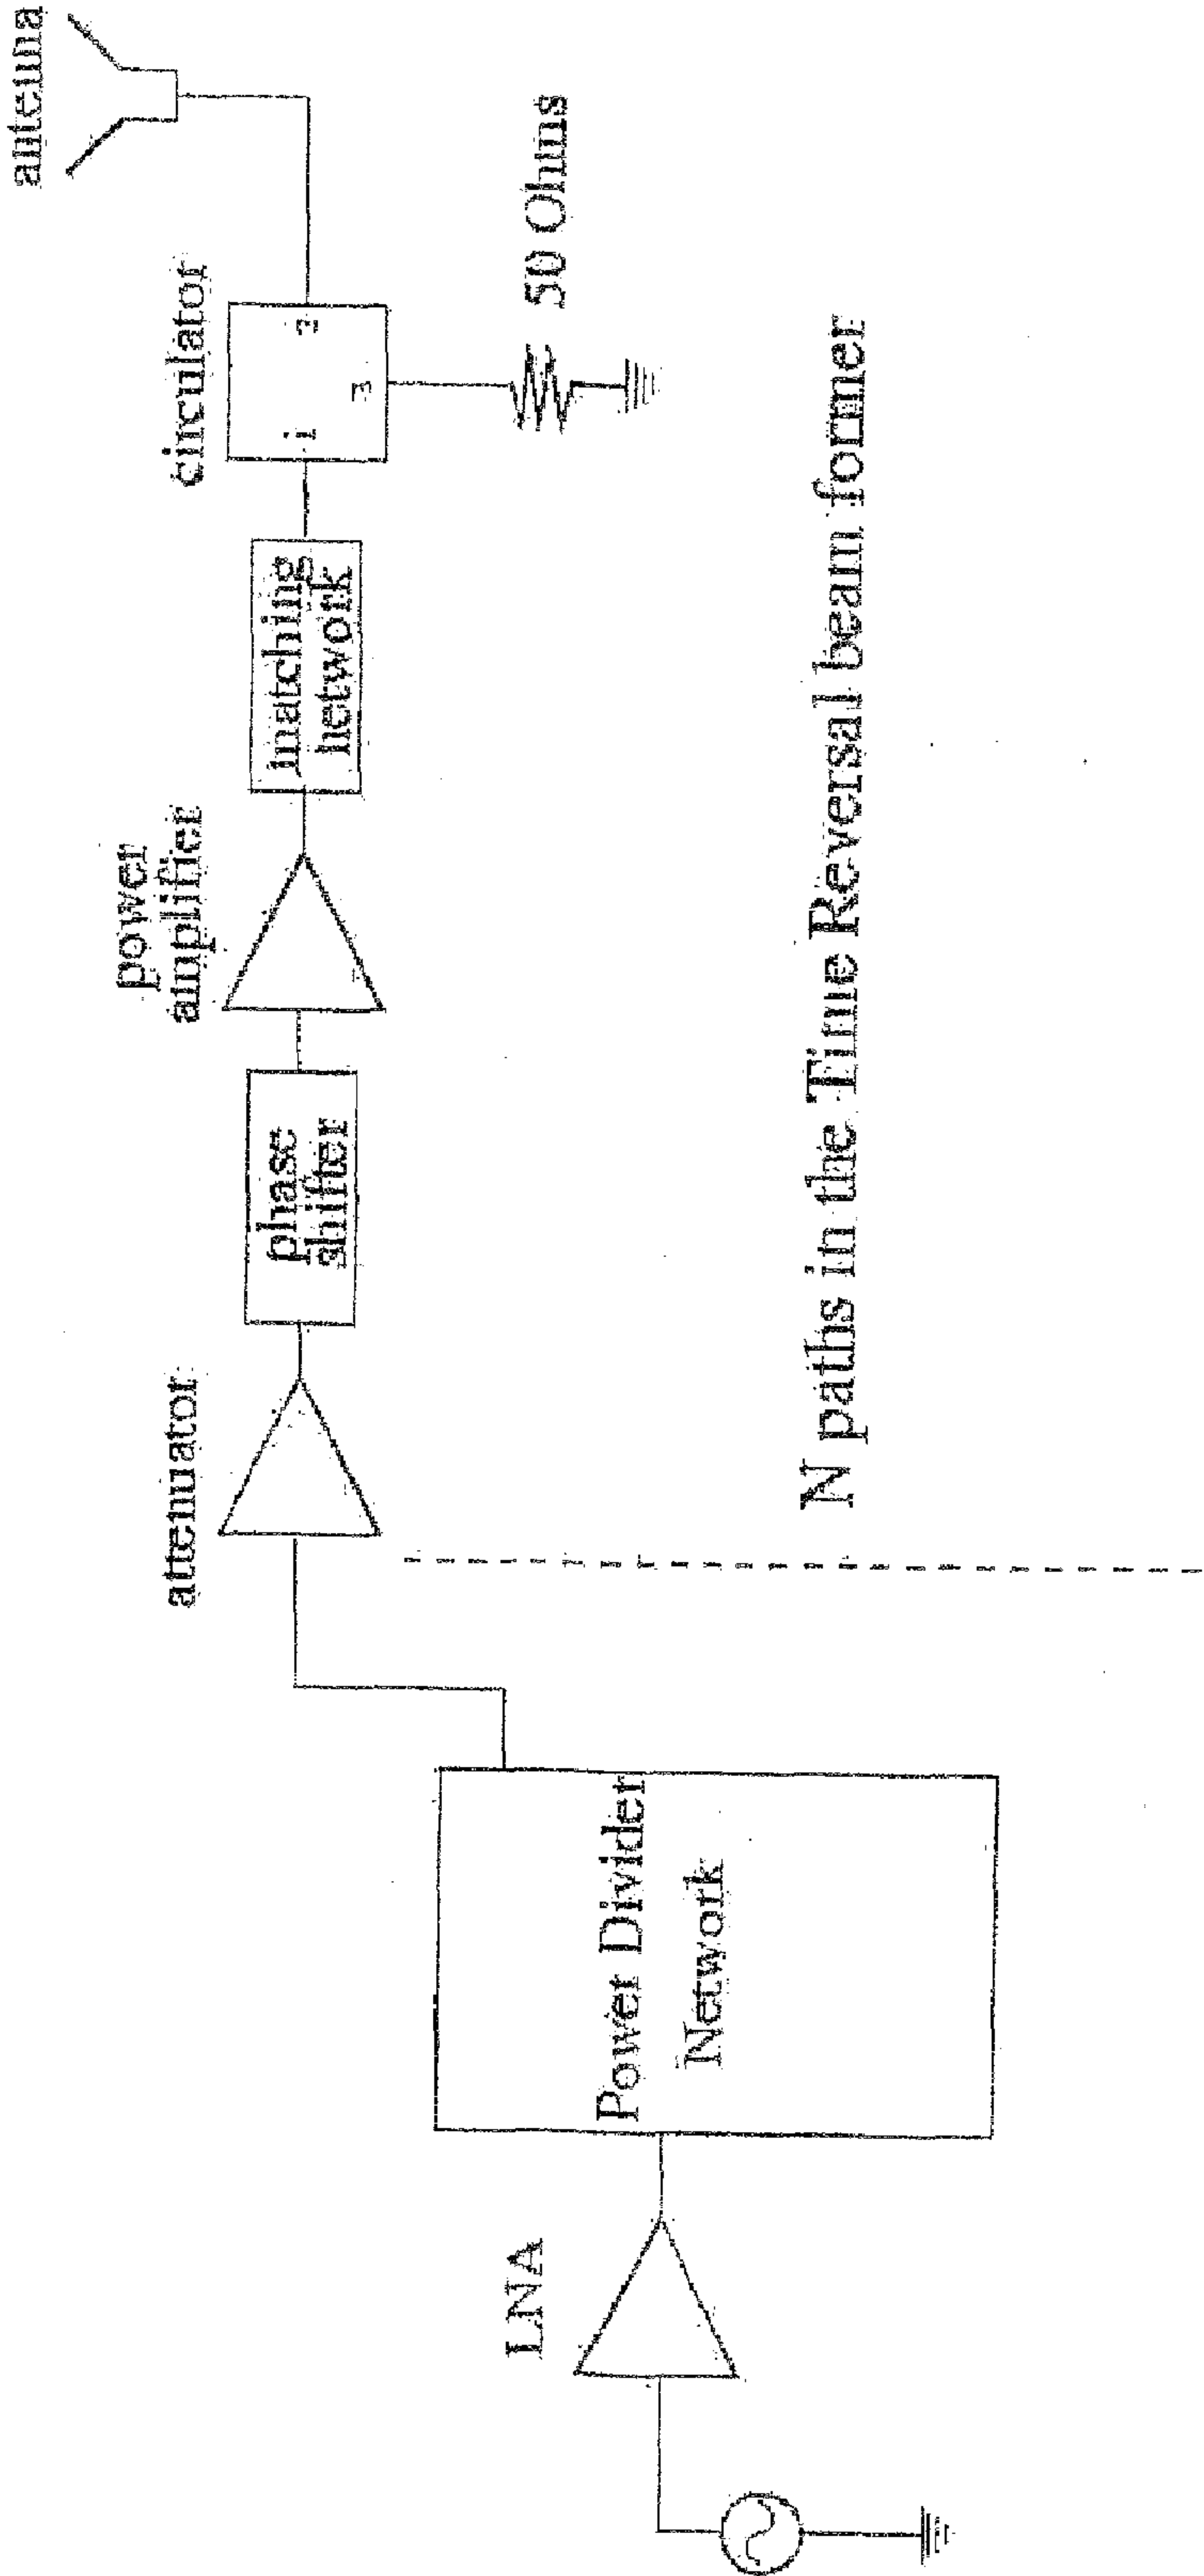 antenna
circulator
1
2
3
50 Ohms
matching
network
power
amplifier
phase
shifter
attenuator
Power Divider
Network
LNA
N paths in the Time Reversal beam former